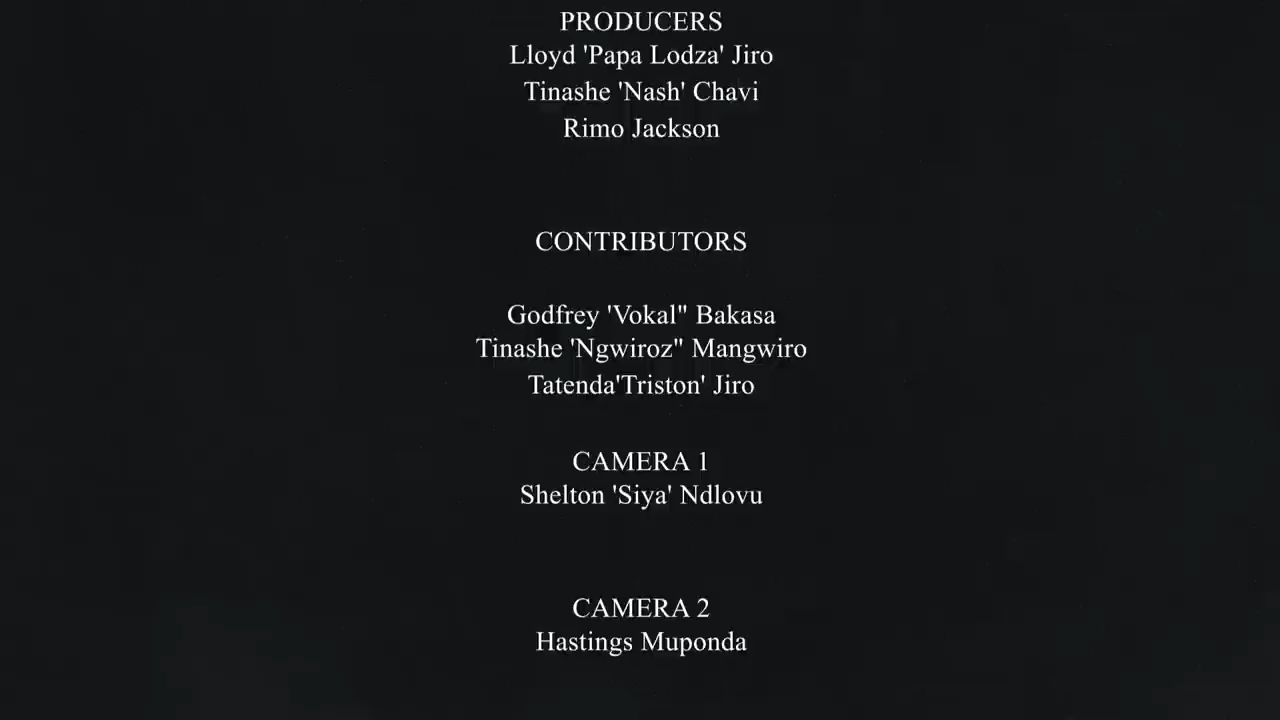 PRODUCERS
Lloyd 'Papa Lodza' Jiro
Tinashe 'Nash' Chavi
Rimo Jackson
CONTRIBUTORS
Godfrey 'Vokal" Bakasa
Tinashe 'Ngwiroz" Mangwiro
Tatenda'Triston' Jiro
CAMERA 1
Shelton 'Siya' Ndlovu
CAMERA 2
Hastings Muponda